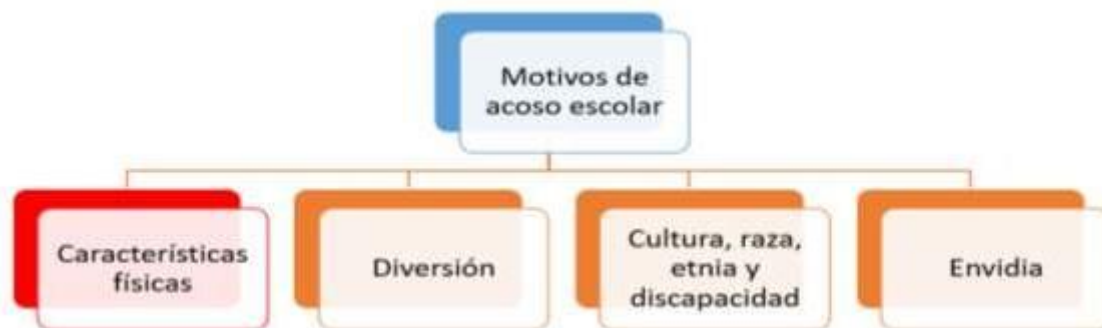 Motivos de
acoso escolar
Características
físicas
Diversión
Cultura, raza,
etnia y
discapacidad
Envidia